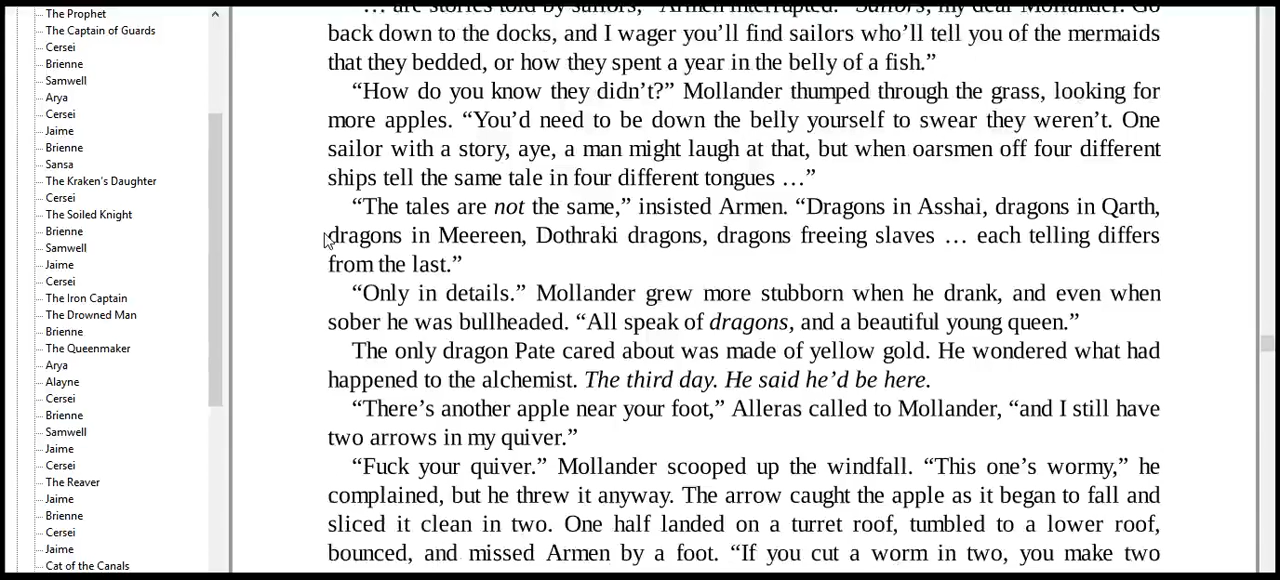 The Prophet
The Captain of Guards
Cersei
Brienne
Samwell
Arya
Cersei
Jaime
Brienne
Sansa
The Kraken's Daughter
Cersei
The Soiled Knight
Brienne
Samwell
Jaime
Cersei
The Iron Captain
The Drowned Man
Brienne
The Queenmaker
Arya
Alayne
Cersei
Brienne
Samwell
Jaime
Cersei
The Reaver
Jaime
Brienne
Cersei
Jaime
Cat of the Canals
“… are stories told by sailors,” Armen interrupted. “Sailors, my dear Mollander. Go
back down to the docks, and I wager you’ll find sailors who’ll tell you of the mermaids
that they bedded, or how they spent a year in the belly of a fish.”
“How do you know they didn’t?” Mollander thumped through the grass, looking for
more apples. “You’d need to be down the belly yourself to swear they weren’t. One
sailor with a story, aye, a man might laugh at that, but when oarsmen off four different
ships tell the same tale in four different tongues …”
“The tales are not the same,” insisted Armen. “Dragons in Asshai, dragons in Qarth,
dragons in Meereen, Dothraki dragons, dragons freeing slaves … each telling differs
from the last.”
“Only in details.” Mollander grew more stubborn when he drank, and even when
sober he was bullheaded. “All speak of dragons, and a beautiful young queen.”
The only dragon Pate cared about was made of yellow gold. He wondered what had
happened to the alchemist. The third day. He said he’d be here.
“There’s another apple near your foot,” Alleras called to Mollander, “and I still have
two arrows in my quiver.”
“Fuck your quiver.” Mollander scooped up the windfall. “This one’s wormy,” he
complained, but he threw it anyway. The arrow caught the apple as it began to fall and
sliced it clean in two. One half landed on a turret roof, tumbled to a lower roof,
bounced, and missed Armen by a foot. “If you cut a worm in two, you make two